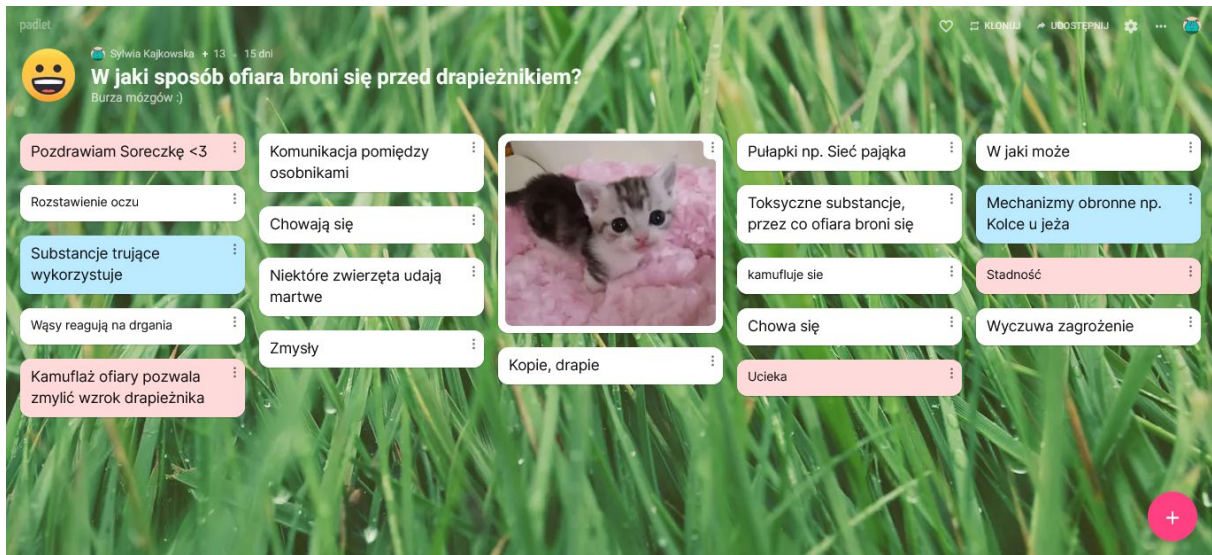 padlet
KLONUJ
UDOSTĘPNIJ
Sylwia Kajkowska + 13 · 15 dni
W jaki sposób ofiara broni się przed drapieżnikiem?
Burza mózgów :)
Pozdrawiam Soreczkę <3
Rozstawienie oczu
Substancje trujące
wykorzystuje
Wąsy reagują na drgania
Kamuflaż ofiary pozwala
zmylić wzrok drapieżnika
Komunikacja pomiędzy
osobnikami
Chowają się
Niektóre zwierzęta udają
martwe
Zmysły
Kopie, drapie
Pułapki np. Sieć pająka
Toksyczne substancje,
przez co ofiara broni się
kamufluje sie
Chowa się
Ucieka
W jaki może
Mechanizmy obronne np.
Kolce u jeża
Stadność
Wyczuwa zagrożenie